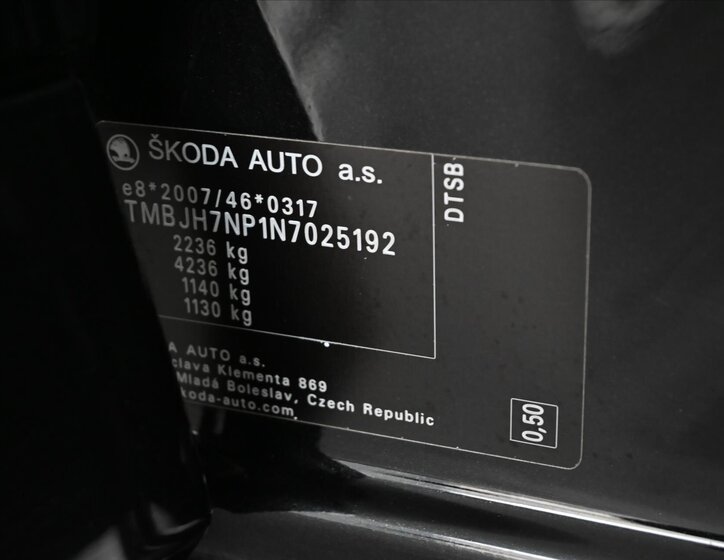 ŠKODA AUTO a.s.
DTSB
e8*2007/46*0317
TMBJH7NP1N7025192
2236 kg
4236 kg
1140 kg
1130 kg
AUTO a.s.
Klementa 869
Mladá Boleslav, Czech Republic
koda-auto.com
0,50